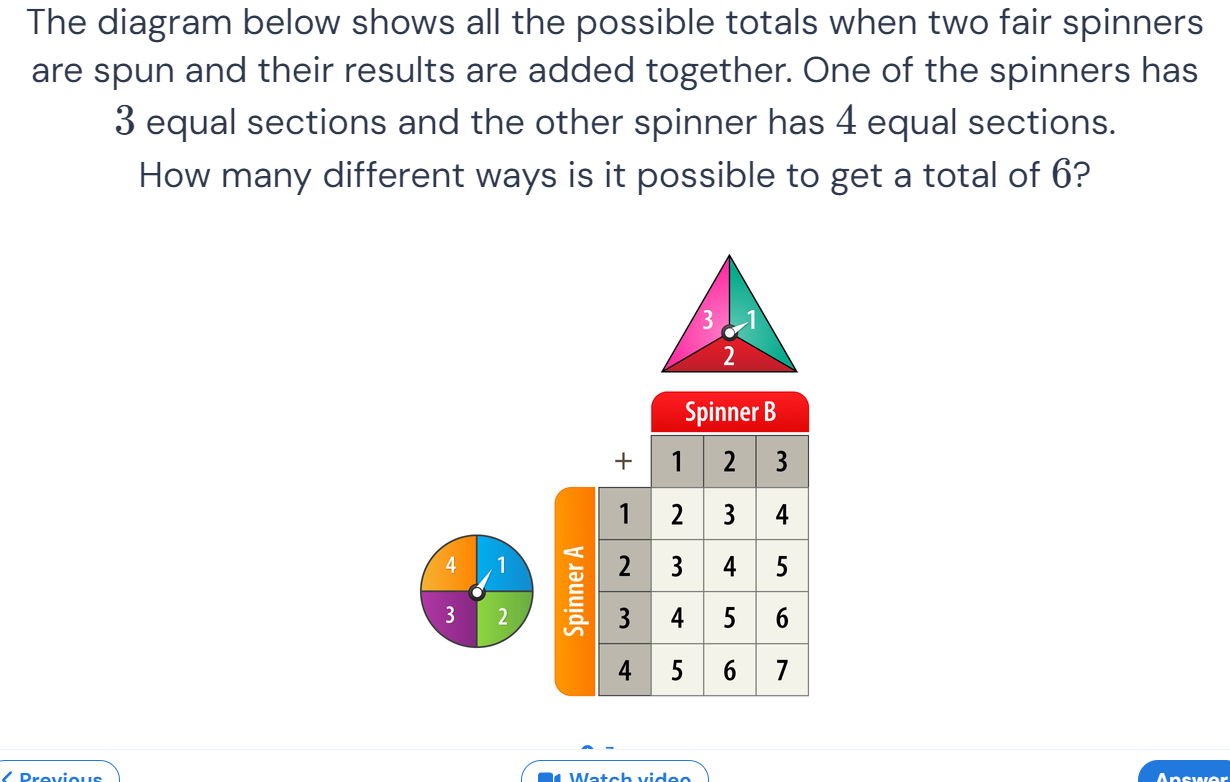 The diagram below shows all the possible totals when two fair spinners
are spun and their results are added together. One of the spinners has
3 equal sections and the other spinner has 4 equal sections.
How many different ways is it possible to get a total of 6?
3 1
2
Spinner B
+ 1 2 3
1 2 3 4
4 1
Spinner A
2 3 4 5
3 2
3 4 5 6
4 5 6 7
< Previous
Watch video
Answer